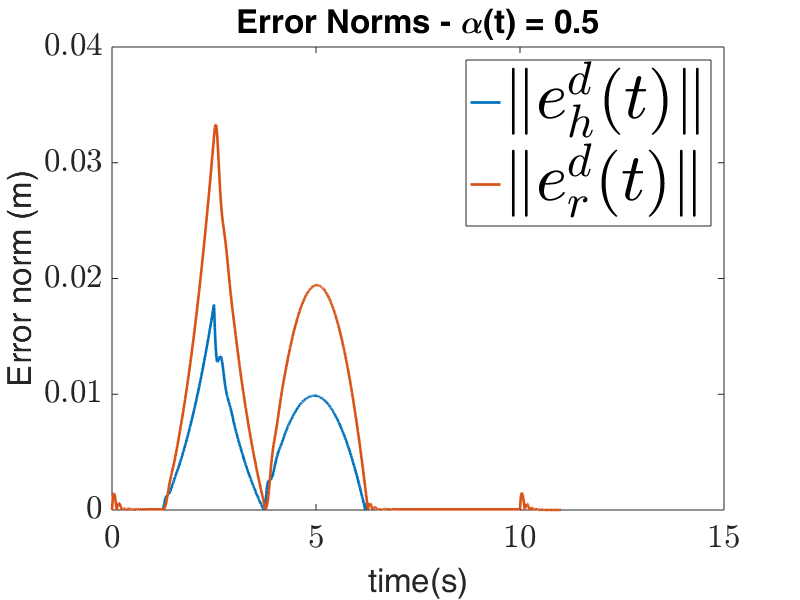 Error Norms - α(t) = 0.5
0.04
0.03
0.02
0.01
0
Error norm (m)
||e_h^d(t)||
||e_r^d(t)||
0 5 10 15
time(s)